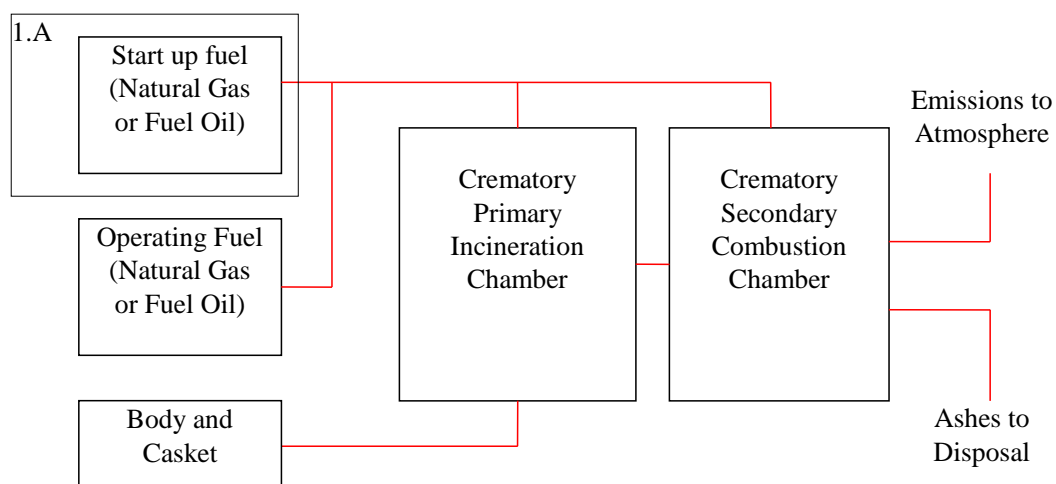 1.A
Start up fuel
(Natural Gas
or Fuel Oil)
Operating Fuel
(Natural Gas
or Fuel Oil)
Body and
Casket
Crematory
Primary
Incineration
Chamber
Crematory
Secondary
Combustion
Chamber
Emissions to
Atmosphere
Ashes to
Disposal